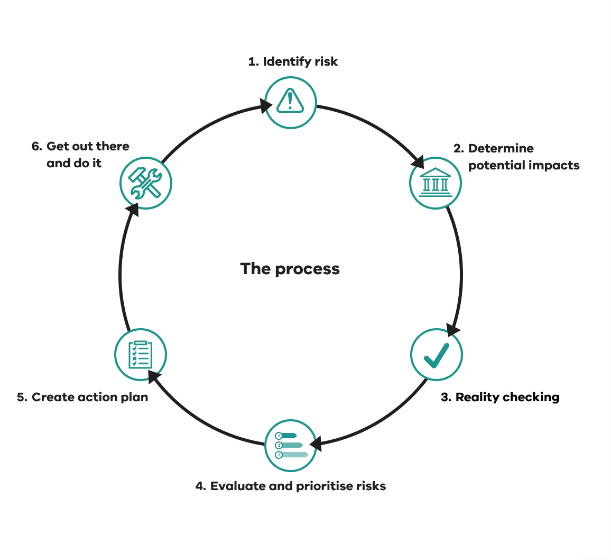 1. Identify risk
2. Determine
potential impacts
3. Reality checking
4. Evaluate and prioritise risks
5. Create action plan
6. Get out there
and do it
The process